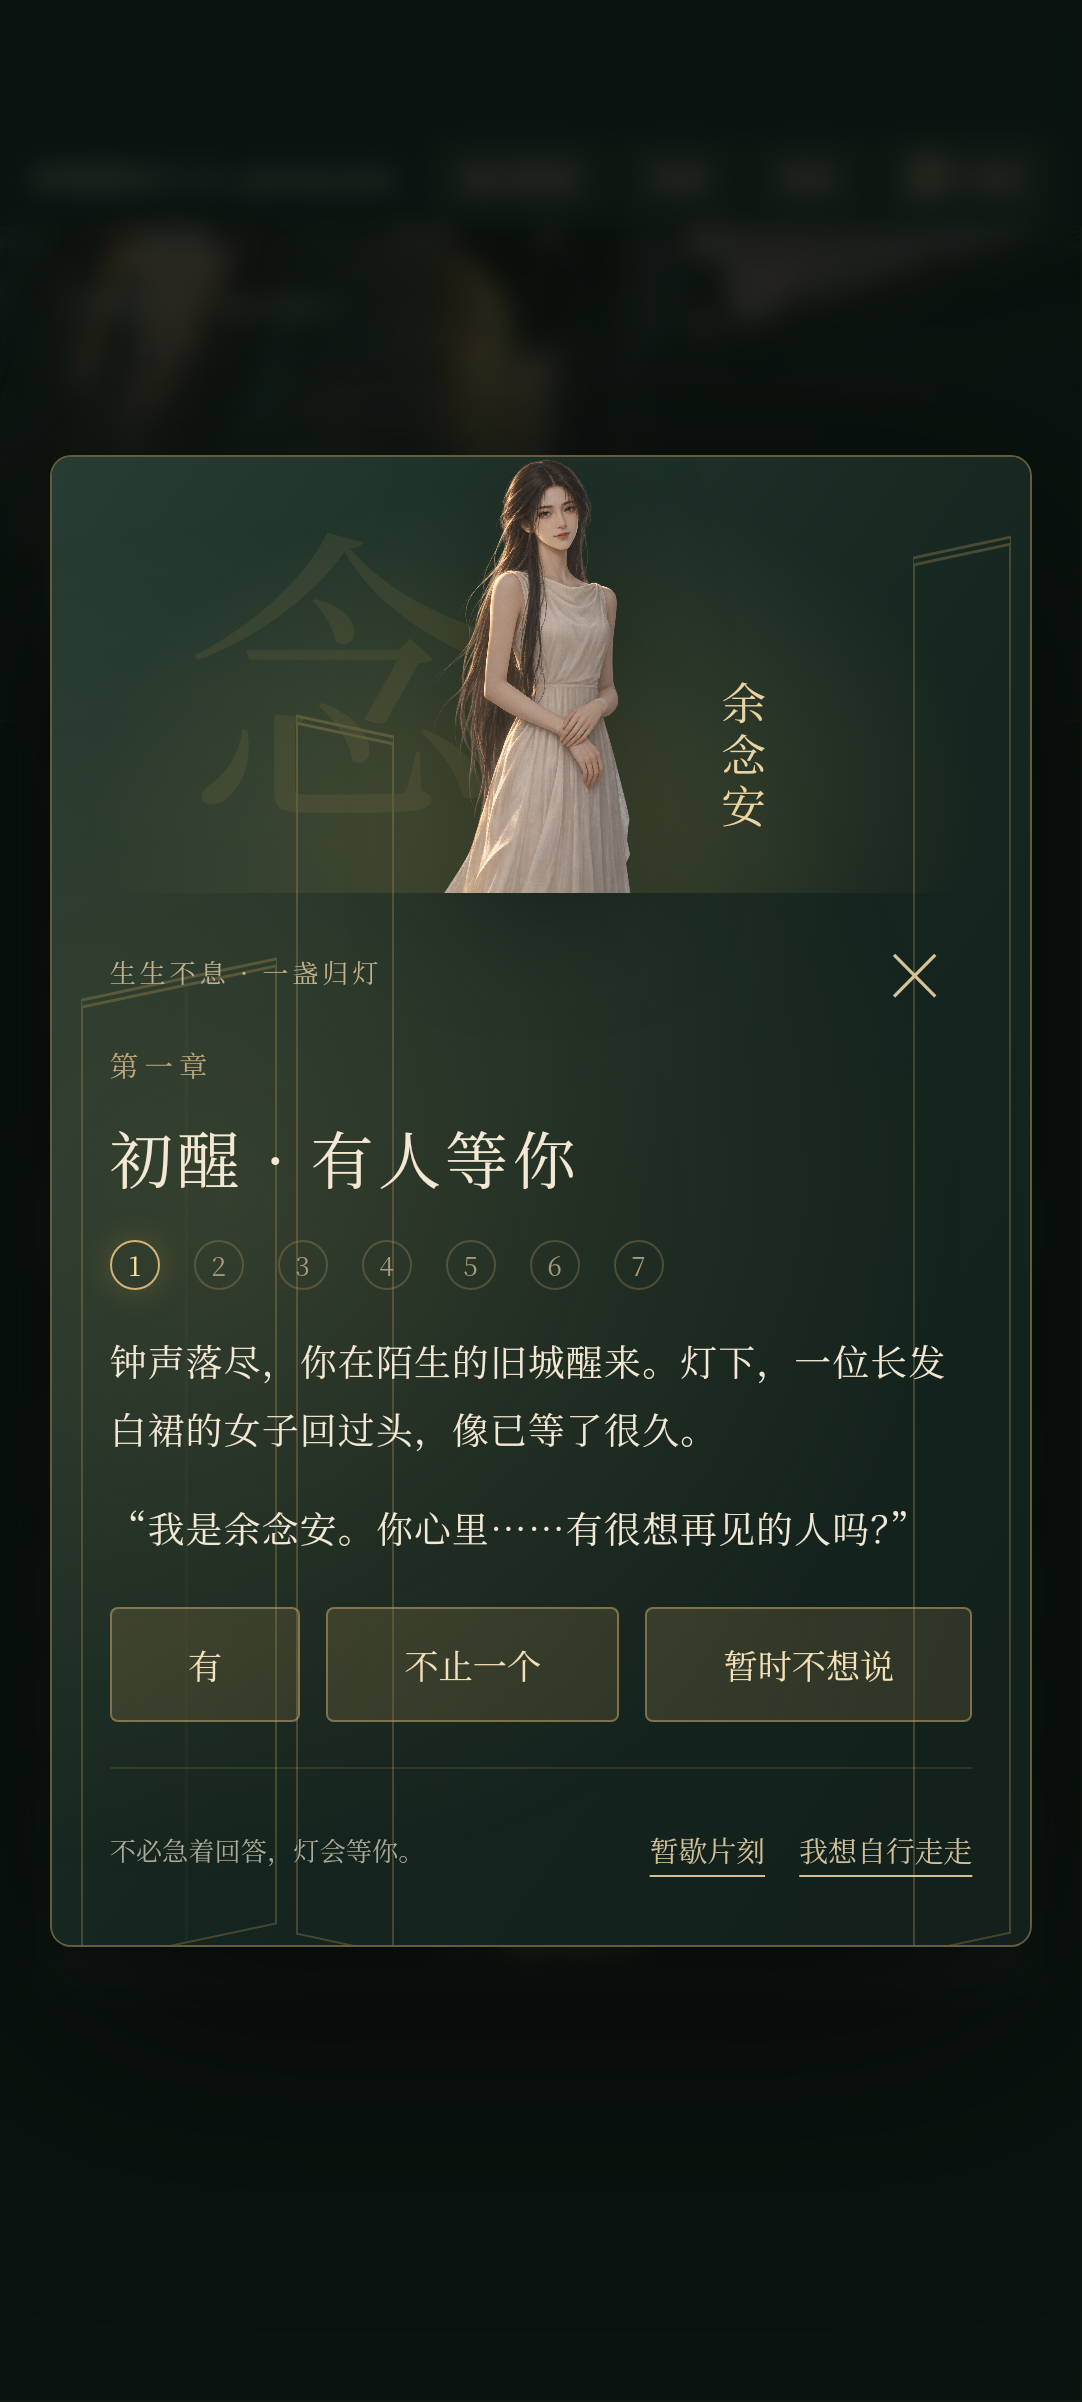 念
余念安
生生不息 · 一盏归灯
第一章
初醒 · 有人等你
1 2 3 4 5 6 7
钟声落尽，你在陌生的旧城醒来。灯下，一位长发
白裙的女子回过头，像已等了很久。
“我是余念安。你心里……有很想再见的人吗？”
有 不止一个 暂时不想说
不必急着回答，灯会等你。 暂歇片刻 我想自行走走